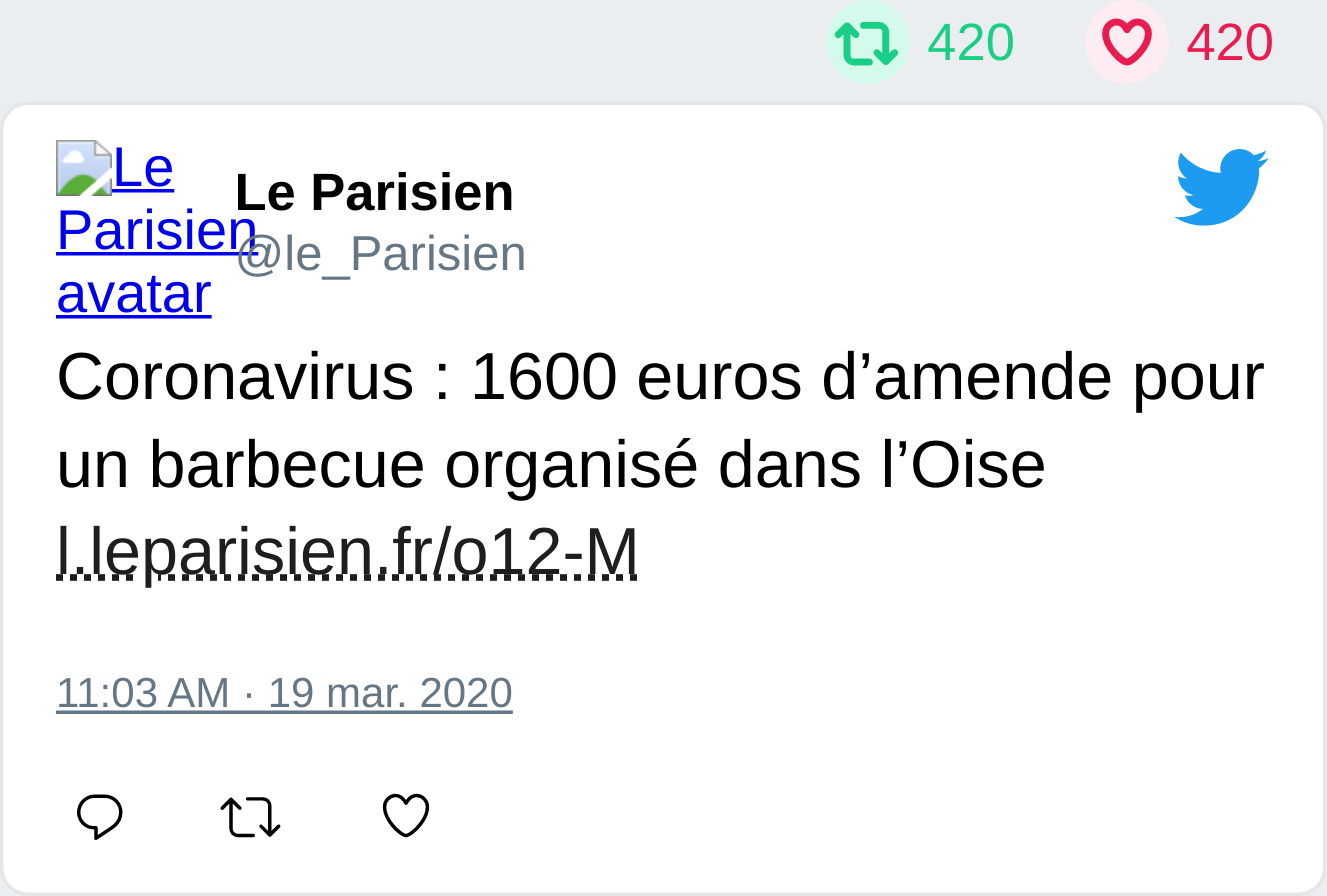 420 420
Le
Parisien
avatar
Le Parisien
@le_Parisien
Coronavirus : 1600 euros d’amende pour
un barbecue organisé dans l’Oise
l.leparisien.fr/o12-M
11:03 AM · 19 mar. 2020